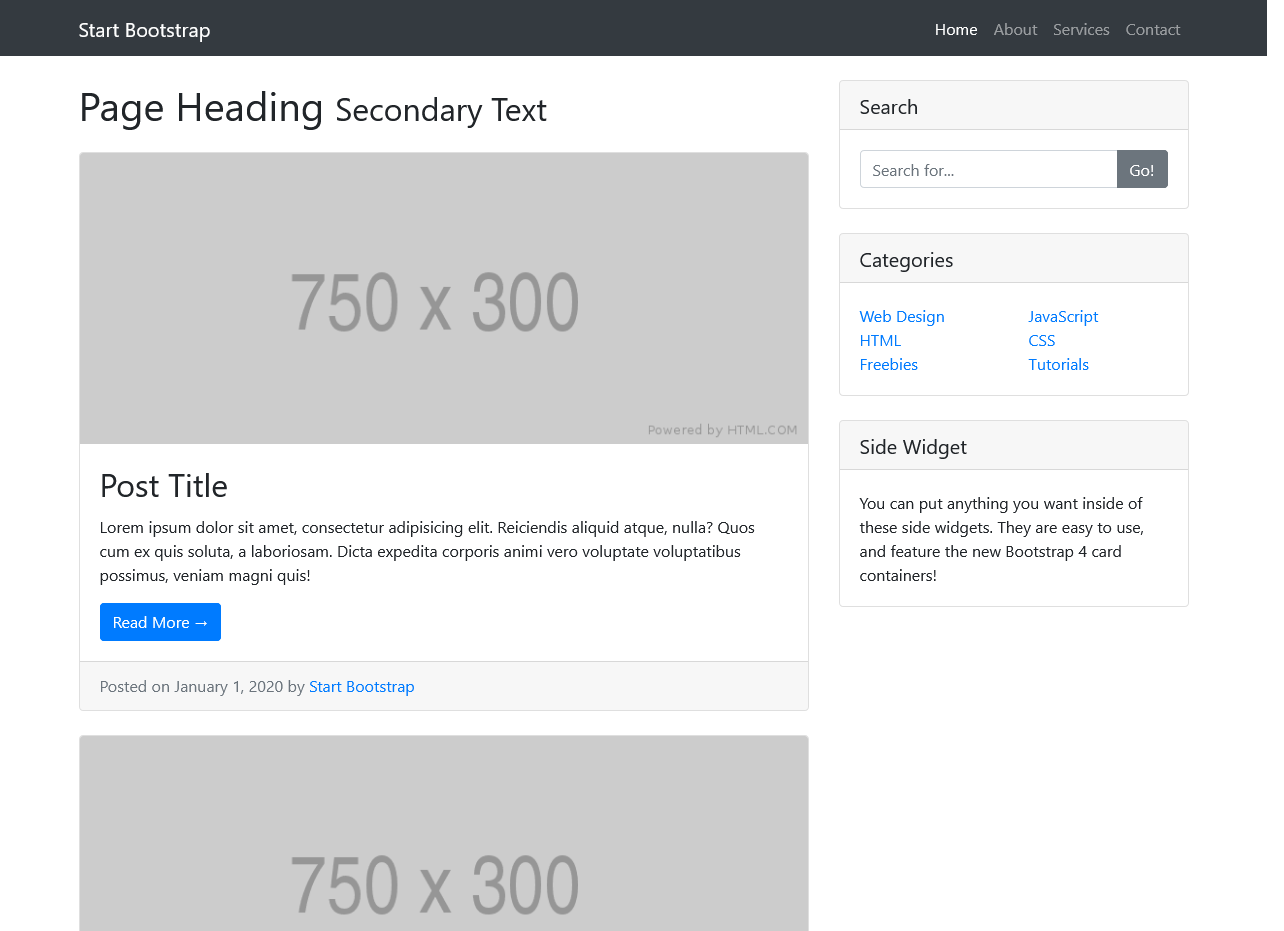 Start Bootstrap
Home About Services Contact
Page Heading Secondary Text
750 x 300
Powered by HTML.COM
Post Title
Lorem ipsum dolor sit amet, consectetur adipisicing elit. Reiciendis aliquid atque, nulla? Quos
cum ex quis soluta, a laboriosam. Dicta expedita corporis animi vero voluptate voluptatibus
possimus, veniam magni quis!
Read More →
Posted on January 1, 2020 by Start Bootstrap
750 x 300
Search
Search for...
Go!
Categories
Web Design
HTML
Freebies
JavaScript
CSS
Tutorials
Side Widget
You can put anything you want inside of
these side widgets. They are easy to use,
and feature the new Bootstrap 4 card
containers!